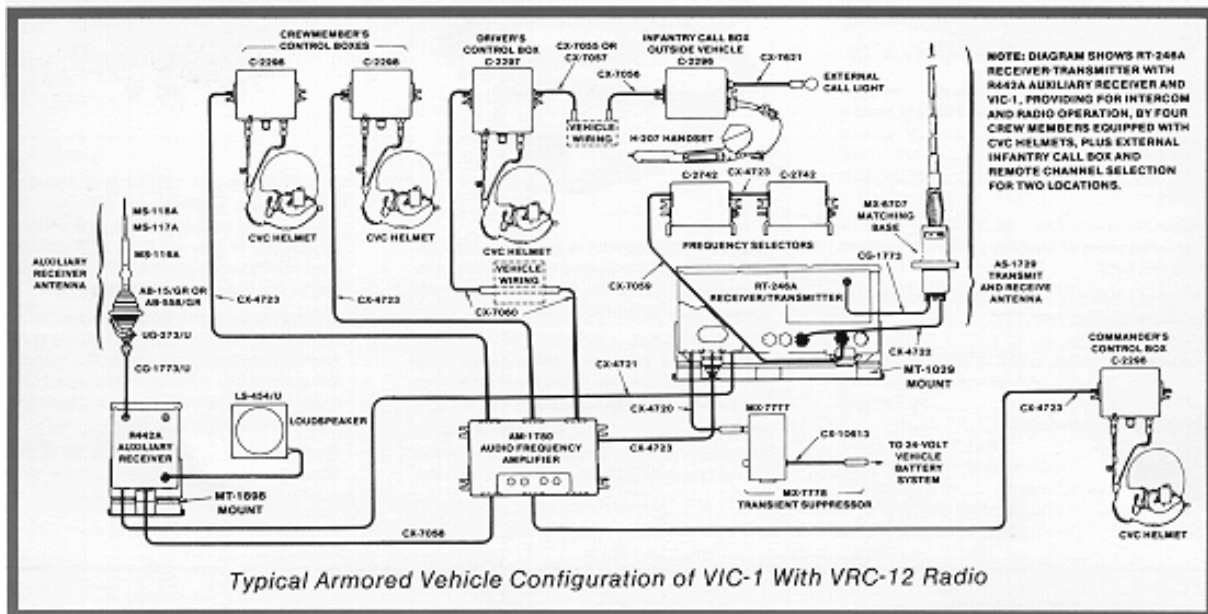 CREWMEMBER'S
CONTROL BOXES
C-2298
C-2298
DRIVER'S
CONTROL BOX
C-2297
CX-7055 OR
CX-7057
CX-7056
INFANTRY CALL BOX
OUTSIDE VEHICLE
C-2296
CX-7621
EXTERNAL
CALL LIGHT
VEHICLE
WIRING
H-207 HANDSET
NOTE: DIAGRAM SHOWS RT-246A
RECEIVER-TRANSMITTER WITH
R442A AUXILIARY RECEIVER AND
VIC-1, PROVIDING FOR INTERCOM
AND RADIO OPERATION, BY FOUR
CREW MEMBERS EQUIPPED WITH
CVC HELMETS, PLUS EXTERNAL
INFANTRY CALL BOX AND
REMOTE CHANNEL SELECTION
FOR TWO LOCATIONS.
C-2742
CX-4723
C-2742
FREQUENCY SELECTORS
MX-6707
MATCHING
BASE
CG-1773
AS-1729
TRANSMIT
AND RECEIVE
ANTENNA
CVC HELMET
CVC HELMET
CVC HELMET
VEHICLE
WIRING
CX-7060
CX-7059
RT-246A
RECEIVER/TRANSMITTER
CX-4722
MT-1029
MOUNT
MS-118A
MS-117A
MS-116A
AUXILIARY
RECEIVER
ANTENNA
AB-15/GR OR
AB-558/GR
UG-273/U
CG-1773/U
CX-4723
CX-4723
CX-4721
CX-4720
CX-4723
COMMANDER'S
CONTROL BOX
C-2298
CX-4723
CVC HELMET
LS-454/U
LOUDSPEAKER
R442A
AUXILIARY
RECEIVER
MT-1898
MOUNT
CX-7058
AM-1780
AUDIO FREQUENCY
AMPLIFIER
MX-7777
CX-10613
MX-7778
TRANSIENT SUPPRESSOR
TO 24-VOLT
VEHICLE
BATTERY
SYSTEM
Typical Armored Vehicle Configuration of VIC-1 With VRC-12 Radio